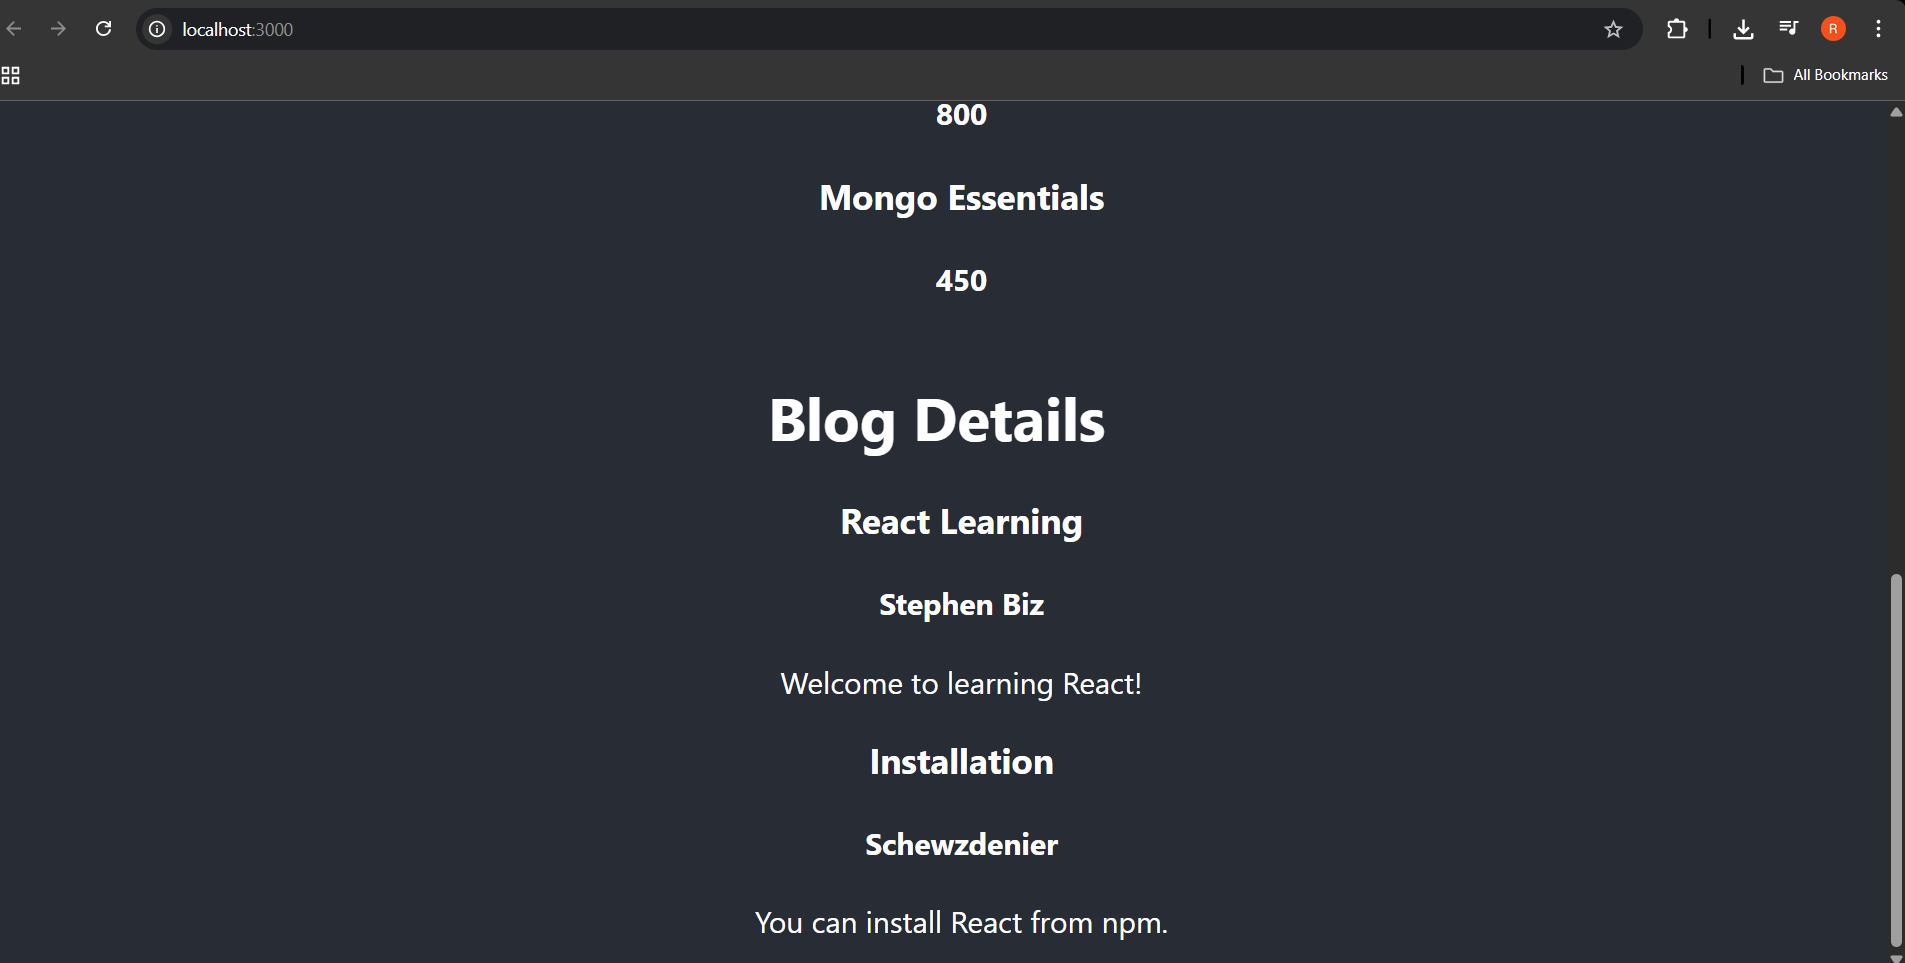 localhost:3000
R
All Bookmarks
800
Mongo Essentials
450
Blog Details
React Learning
Stephen Biz
Welcome to learning React!
Installation
Schewzdenier
You can install React from npm.